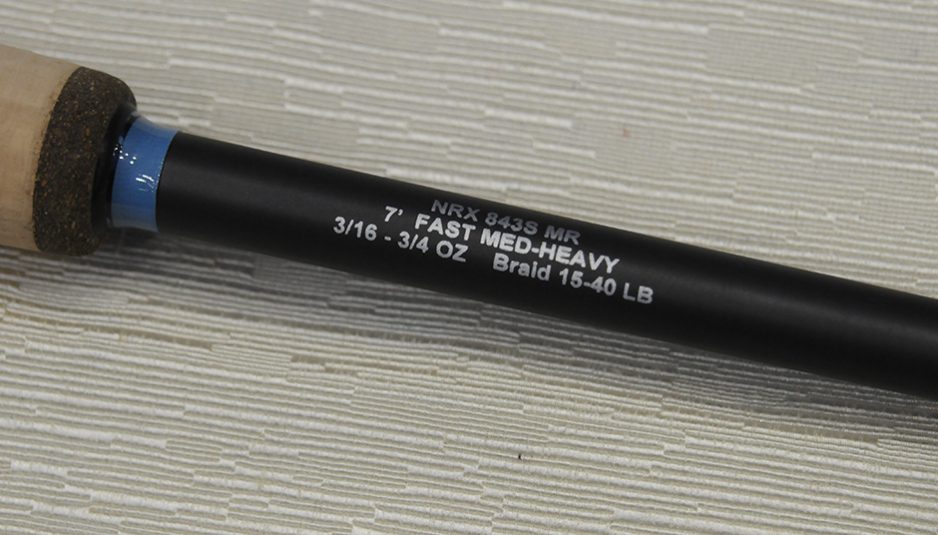 NRX 843S MR
7' FAST MED-HEAVY
3/16 - 3/4 OZ Braid 15-40 LB